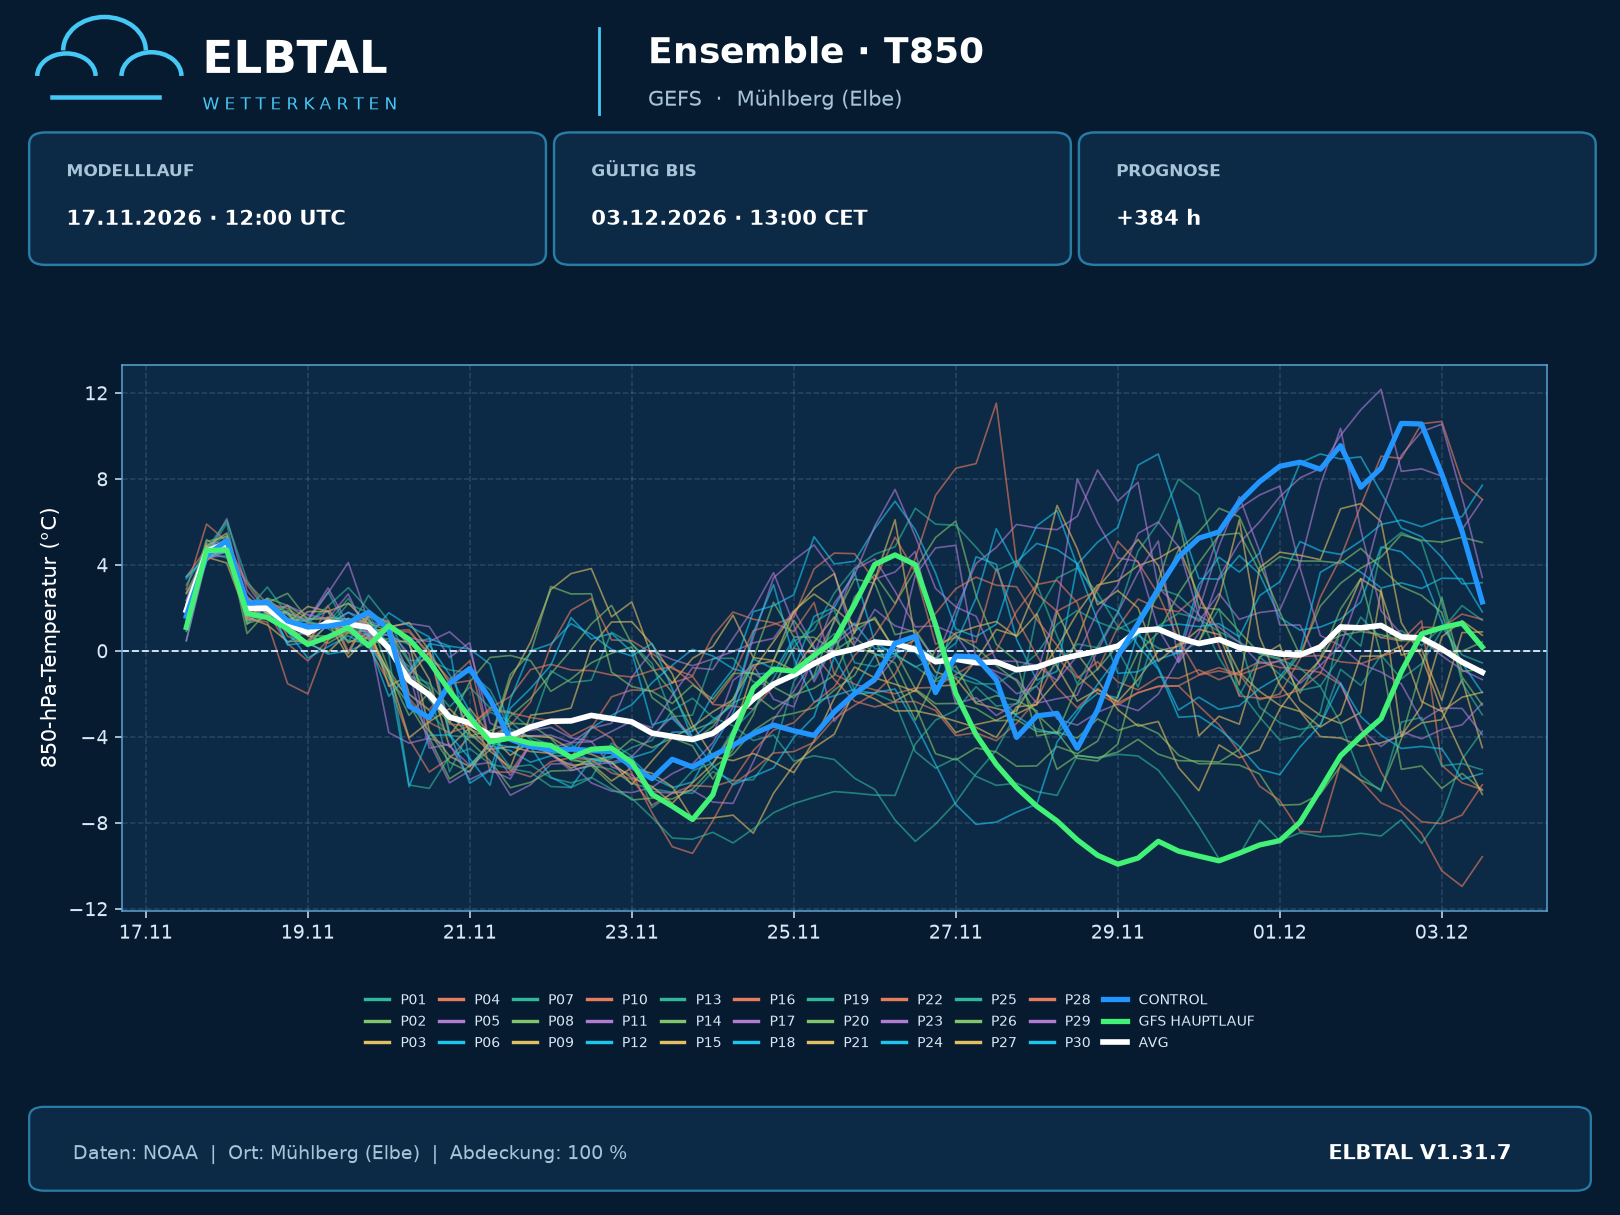 ELBTAL
WETTERKARTEN
Ensemble · T850
GEFS · Mühlberg (Elbe)
MODELLLAUF
17.11.2026 · 12:00 UTC
GÜLTIG BIS
03.12.2026 · 13:00 CET
PROGNOSE
+384 h
850-hPa-Temperatur (°C)
12
8
4
0
−4
−8
−12
17.11 19.11 21.11 23.11 25.11 27.11 29.11 01.12 03.12
P01 P04 P07 P10 P13 P16 P19 P22 P25 P28 CONTROL
P02 P05 P08 P11 P14 P17 P20 P23 P26 P29 GFS HAUPTLAUF
P03 P06 P09 P12 P15 P18 P21 P24 P27 P30 AVG
Daten: NOAA | Ort: Mühlberg (Elbe) | Abdeckung: 100 %
ELBTAL V1.31.7